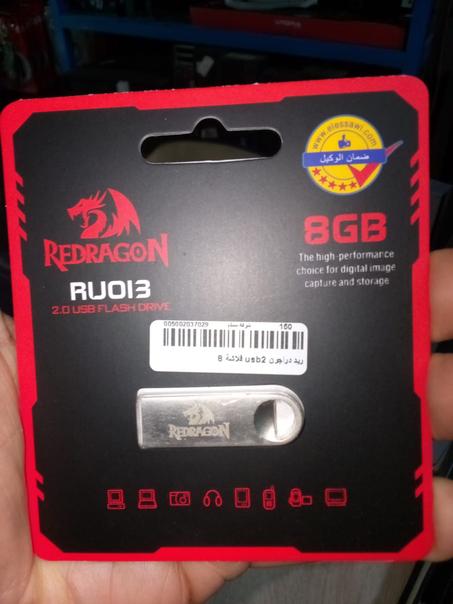 www.elessawi.com
ضمان الوكيل
REDRAGON
RU013
2.0 USB FLASH DRIVE
8GB
The high-performance
choice for digital image
capture and storage
005002037029
150
ريد دراجون usb2 فلاشة 8
REDRAGON